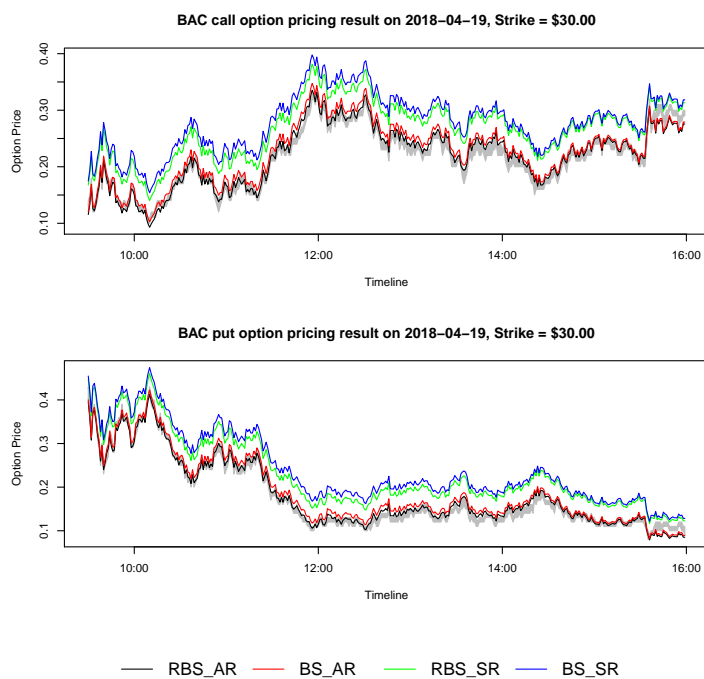 BAC call option pricing result on 2018−04−19, Strike = $30.00
0.40
0.30
0.20
0.10
Option Price
10:00 12:00 14:00 16:00
Timeline
BAC put option pricing result on 2018−04−19, Strike = $30.00
0.4
0.3
0.2
0.1
Option Price
10:00 12:00 14:00 16:00
Timeline
RBS_AR BS_AR RBS_SR BS_SR